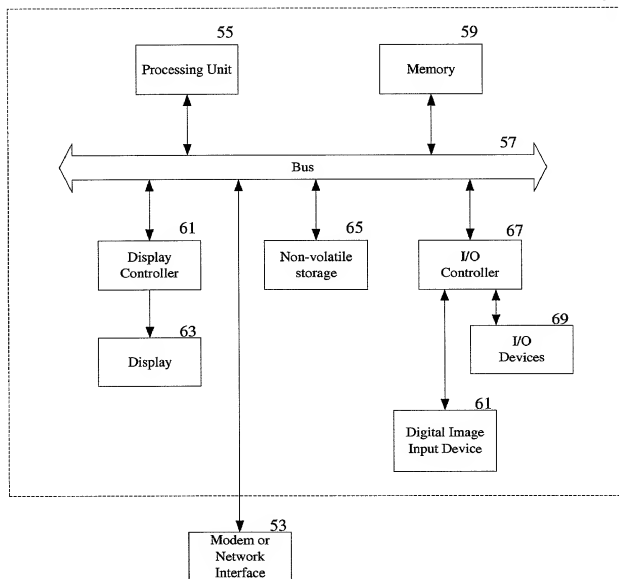 55
Processing Unit
59
Memory
57
Bus
61
Display
Controller
65
Non-volatile
storage
67
I/O
Controller
63
Display
69
I/O
Devices
61
Digital Image
Input Device
53
Modem or
Network
Interface